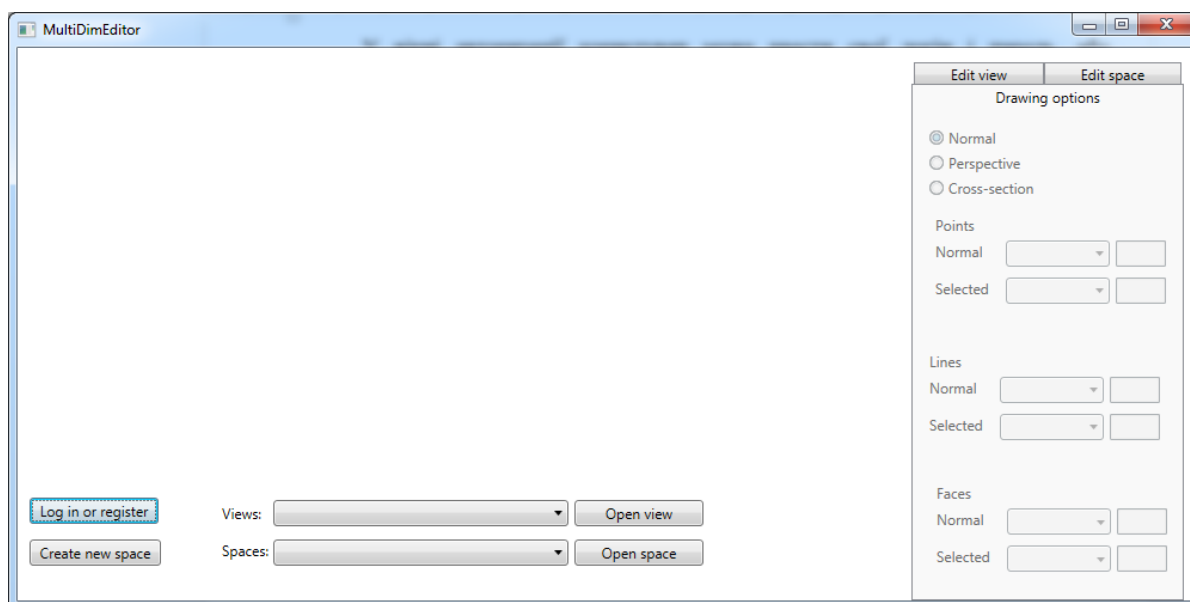 MultiDimEditor
Edit view Edit space
Drawing options
Normal
Perspective
Cross-section
Points
Normal
Selected
Lines
Normal
Selected
Faces
Normal
Selected
Log in or register Views: Open view
Create new space Spaces: Open space